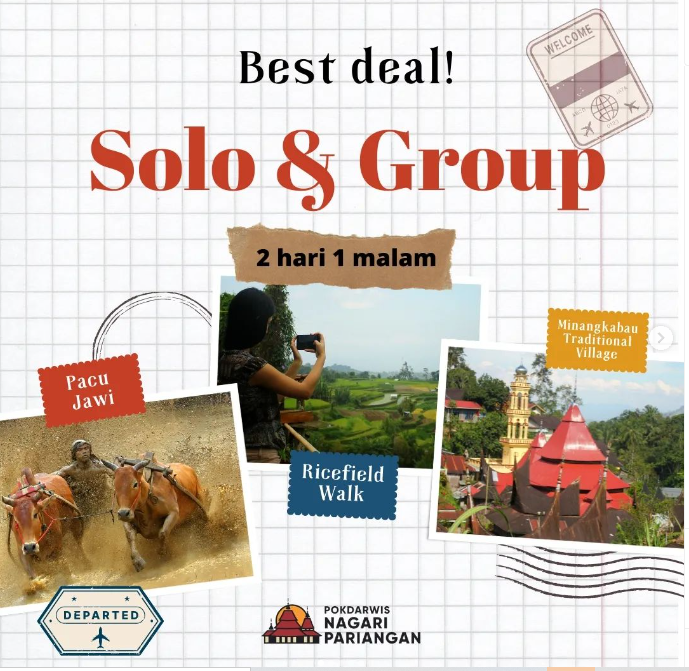 Best deal!
WELCOME
Solo & Group
2 hari 1 malam
Minangkabau
Traditional
Village
Pacu
Jawi
Ricefield
Walk
DEPARTED
POKDARWIS
NAGARI
PARIANGAN